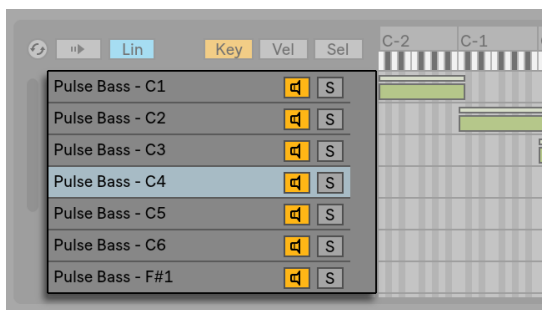 Lin Key Vel Sel C-2 C-1
Pulse Bass - C1 S
Pulse Bass - C2 S
Pulse Bass - C3 S
Pulse Bass - C4 S
Pulse Bass - C5 S
Pulse Bass - C6 S
Pulse Bass - F#1 S